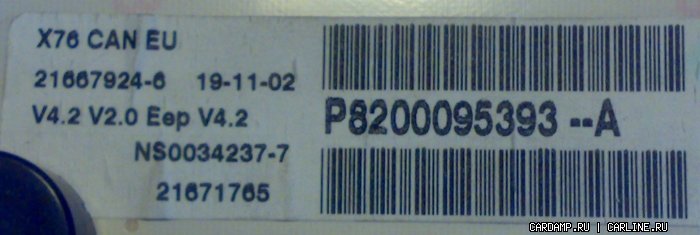 X76 CAN EU
21667924-6 19-11-02
V4.2 V2.0 Eep V4.2
NS0034237-7
21671765
P8200095393 --A
CARDAMP.RU | CARLINE.RU